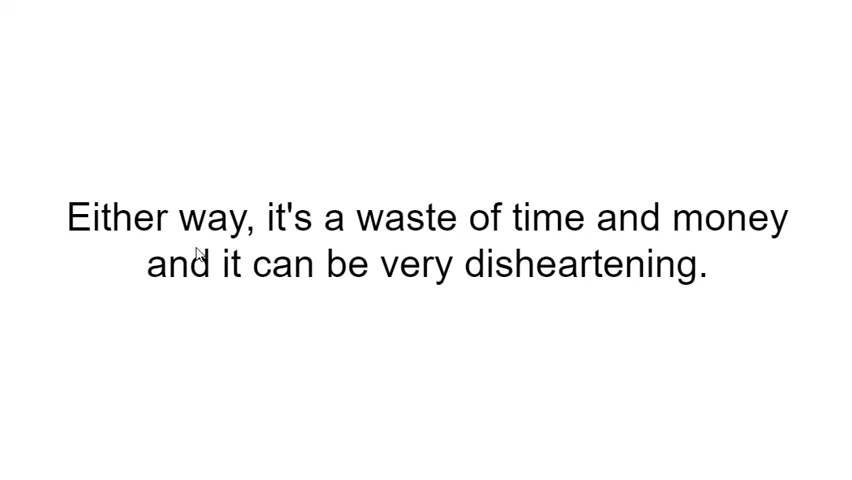 Either way, it's a waste of time and money
and it can be very disheartening.